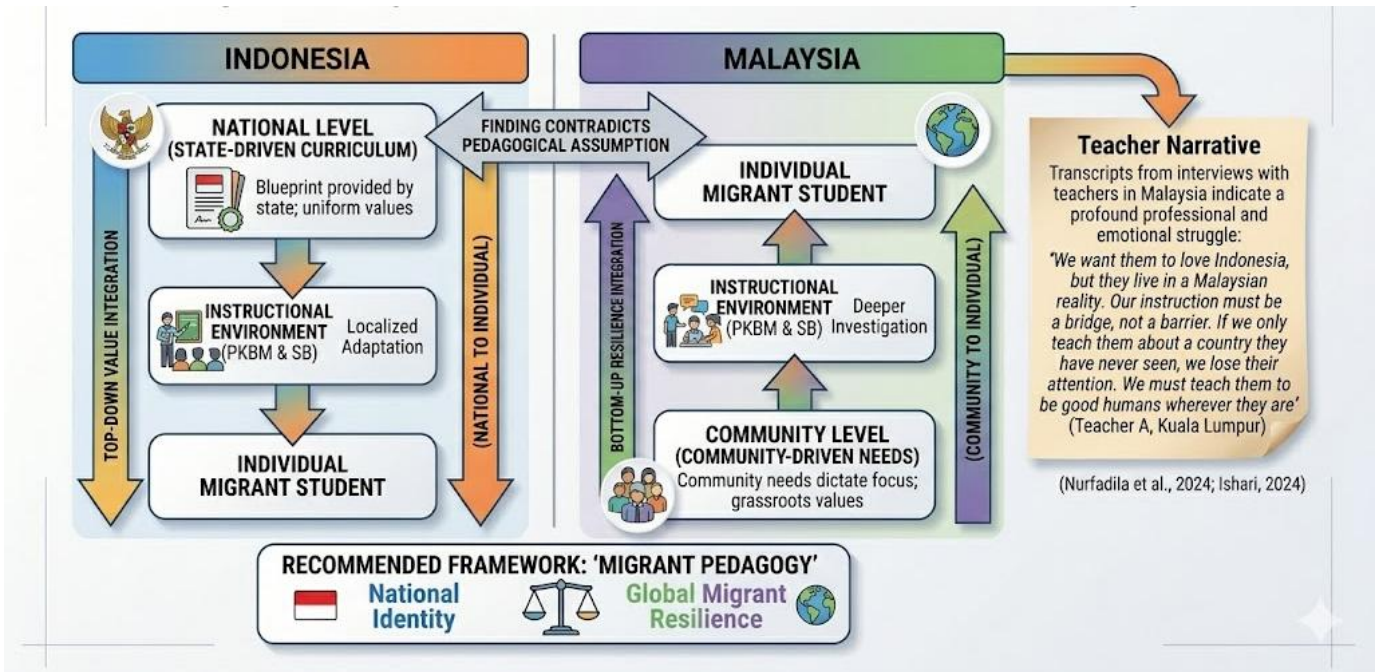 INDONESIA
NATIONAL LEVEL
(STATE-DRIVEN CURRICULUM)
Blueprint provided by
state; uniform values
INSTRUCTIONAL
ENVIRONMENT
(PKBM & SB)
Localized
Adaptation
INDIVIDUAL
MIGRANT STUDENT
TOP-DOWN VALUE INTEGRATION
(NATIONAL TO INDIVIDUAL)
FINDING CONTRADICTS
PEDAGOGICAL ASSUMPTION
MALAYSIA
INDIVIDUAL
MIGRANT STUDENT
INSTRUCTIONAL
ENVIRONMENT
(PKBM & SB)
Deeper
Investigation
COMMUNITY LEVEL
(COMMUNITY-DRIVEN NEEDS)
Community needs dictate focus;
grassroots values
BOTTOM-UP RESILIENCE INTEGRATION
(COMMUNITY TO INDIVIDUAL)
Teacher Narrative
Transcripts from interviews with
teachers in Malaysia indicate a
profound professional and
emotional struggle:
"We want them to love Indonesia,
but they live in a Malaysian
reality. Our instruction must be
a bridge, not a barrier. If we only
teach them about a country they
have never seen, we lose their
attention. We must teach them to
be good humans wherever they are'
(Teacher A, Kuala Lumpur)
(Nurfadila et al., 2024; Ishari, 2024)
RECOMMENDED FRAMEWORK: 'MIGRANT PEDAGOGY'
National
Identity
Global Migrant
Resilience